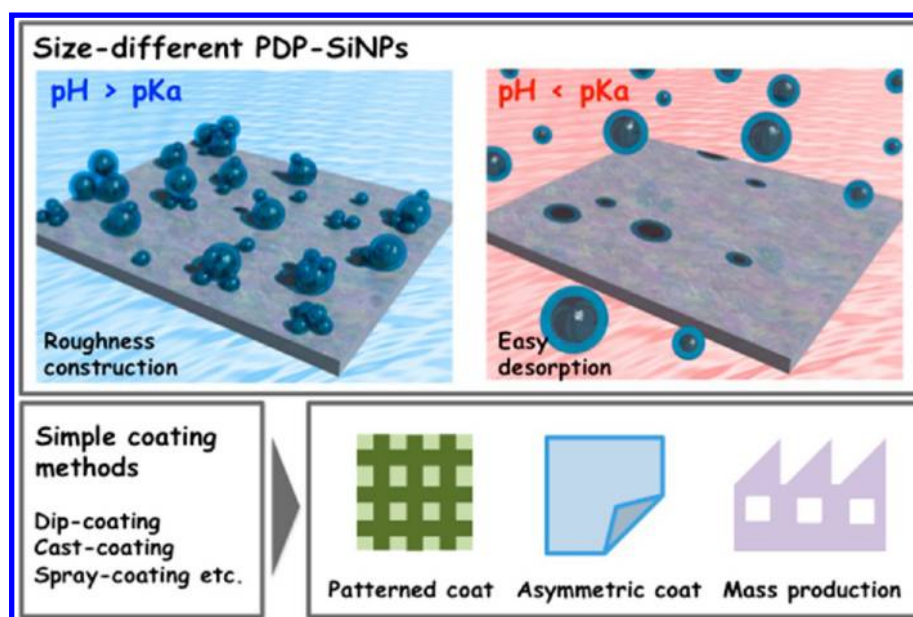 Size-different PDP-SiNPs
pH > pKa
pH < pKa
Roughness
construction
Easy
desorption
Simple coating
methods
Dip-coating
Cast-coating
Spray-coating etc.
Patterned coat
Asymmetric coat
Mass production